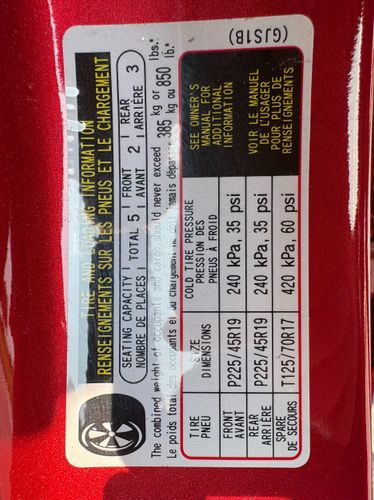 TIRE AND LOADING INFORMATION
RENSEIGNEMENTS SUR LES PNEUS ET LE CHARGEMENT
SEATING CAPACITY | TOTAL 5 | FRONT 2 | REAR 3
NOMBRE DE PLACES | AVANT | ARRIÈRE
The combined weight of occupants and cargo should never exceed 385 kg or 850 lbs.
Le poids total des occupants et du chargement ne doit jamais dépasser 385 kg ou 850 lb.
TIRE
PNEU
SIZE
DIMENSIONS
COLD TIRE PRESSURE
PRESSION DES
PNEUS À FROID
SEE OWNER'S
MANUAL FOR
ADDITIONAL
INFORMATION
VOIR LE MANUEL
DE L'USAGER
POUR PLUS DE
RENSEIGNEMENTS
FRONT
AVANT
P225/45R19
240 kPa, 35 psi
REAR
ARRIÈRE
P225/45R19
240 kPa, 35 psi
SPARE
DE SECOURS
T125/70R17
420 kPa, 60 psi
(GJS1B)